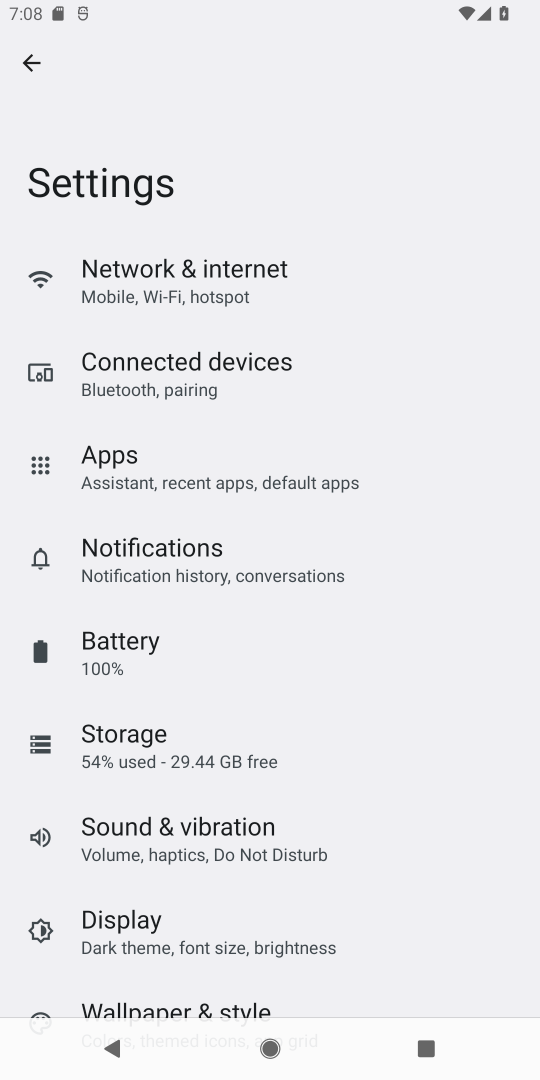 7:08
Settings
Network & internet
Mobile, Wi-Fi, hotspot
Connected devices
Bluetooth, pairing
Apps
Assistant, recent apps, default apps
Notifications
Notification history, conversations
Battery
100%
Storage
54% used - 29.44 GB free
Sound & vibration
Volume, haptics, Do Not Disturb
Display
Dark theme, font size, brightness
Wallpaper & style
Colors, themed icons, app grid